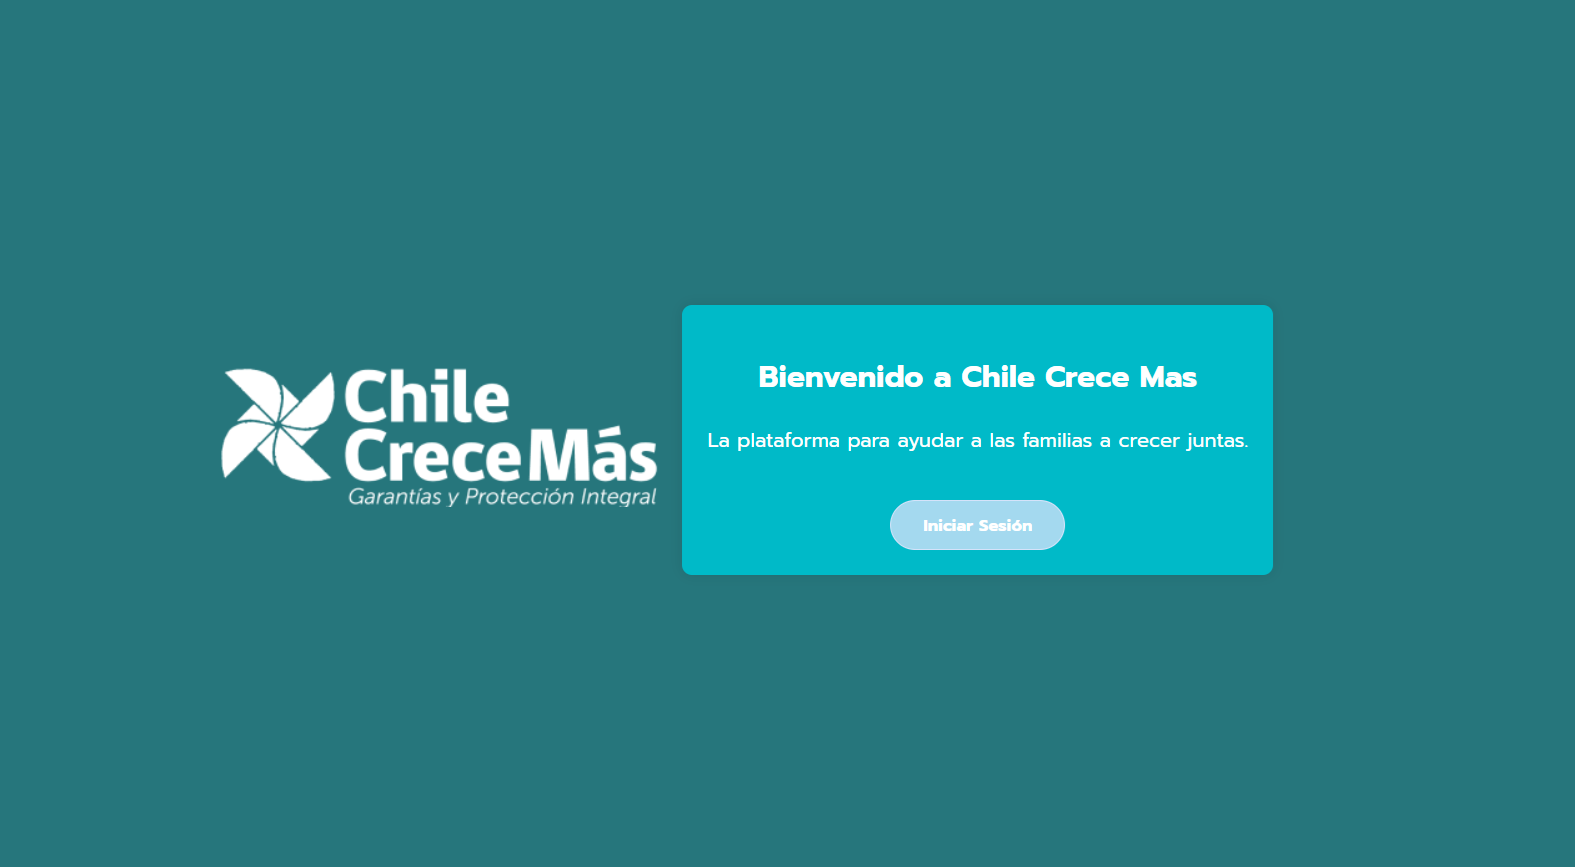 Chile
Crece Más
Garantías y Protección Integral
Bienvenido a Chile Crece Mas
La plataforma para ayudar a las familias a crecer juntas.
Iniciar Sesión